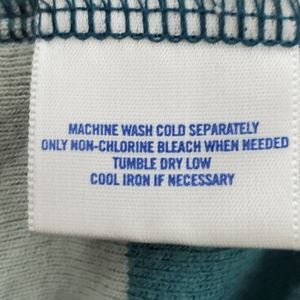 MACHINE WASH COLD SEPARATELY
ONLY NON-CHLORINE BLEACH WHEN NEEDED
TUMBLE DRY LOW
COOL IRON IF NECESSARY